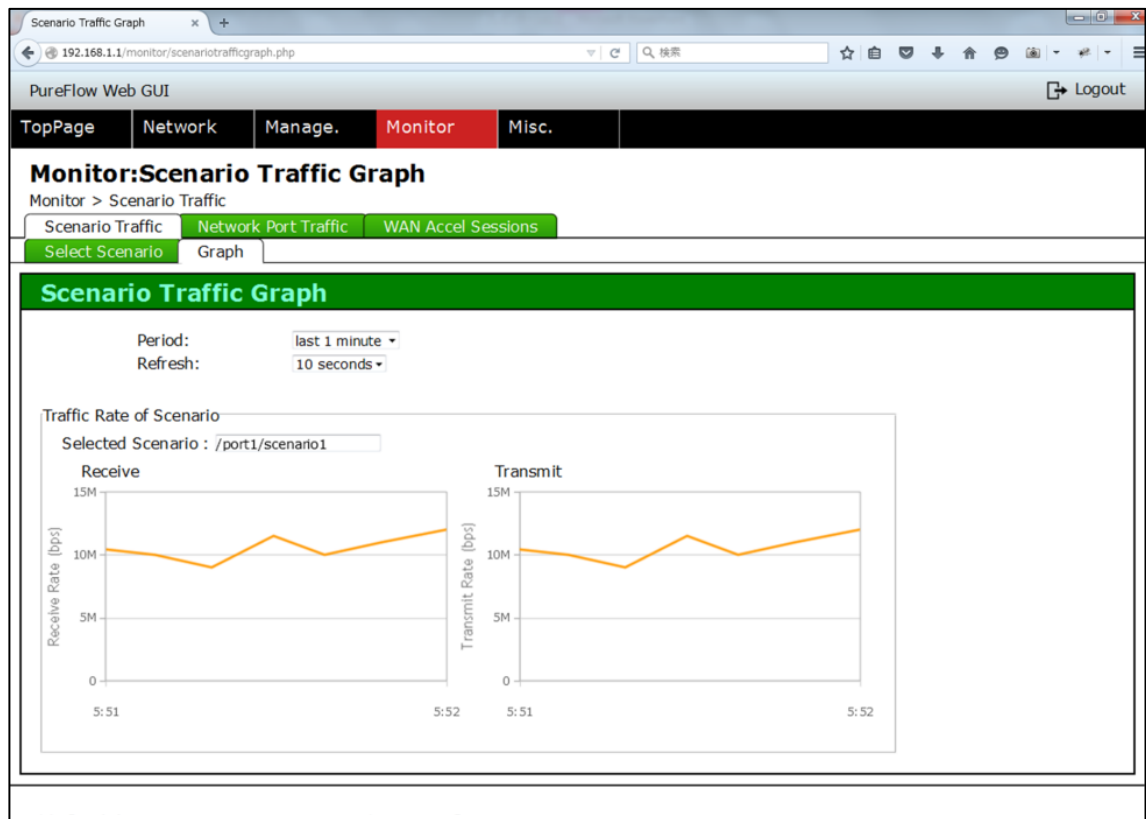 Scenario Traffic Graph
192.168.1.1/monitor/scenariotrafficgraph.php
検索
PureFlow Web GUI
Logout
TopPage Network Manage. Monitor Misc.
Monitor:Scenario Traffic Graph
Monitor > Scenario Traffic
Scenario Traffic Network Port Traffic WAN Accel Sessions
Select Scenario Graph
Scenario Traffic Graph
Period: last 1 minute
Refresh: 10 seconds
Traffic Rate of Scenario
Selected Scenario : /port1/scenario1
Receive
15M
10M
5M
0
Receive Rate (bps)
5:51 5:52
Transmit
15M
10M
5M
0
Transmit Rate (bps)
5:51 5:52